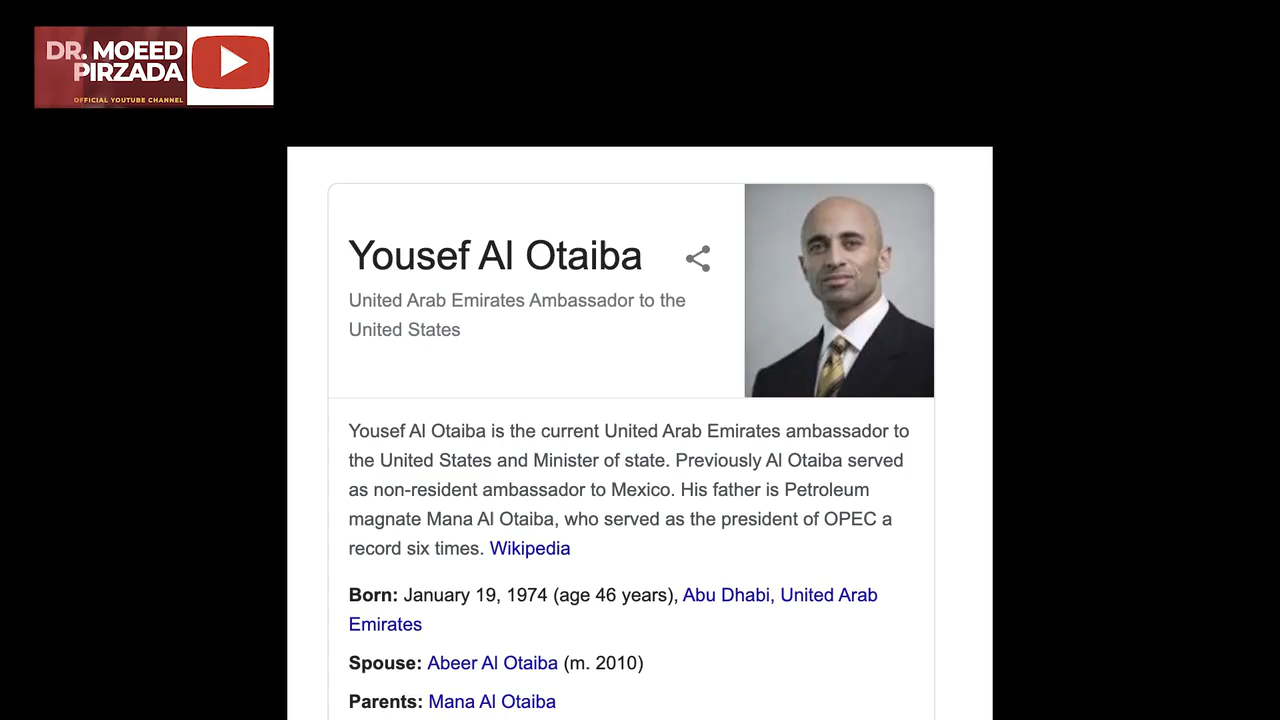 DR. MOEED
PIRZADA
OFFICIAL YOUTUBE CHANNEL
Yousef Al Otaiba
United Arab Emirates Ambassador to the
United States
Yousef Al Otaiba is the current United Arab Emirates ambassador to
the United States and Minister of state. Previously Al Otaiba served
as non-resident ambassador to Mexico. His father is Petroleum
magnate Mana Al Otaiba, who served as the president of OPEC a
record six times. Wikipedia
Born: January 19, 1974 (age 46 years), Abu Dhabi, United Arab
Emirates
Spouse: Abeer Al Otaiba (m. 2010)
Parents: Mana Al Otaiba